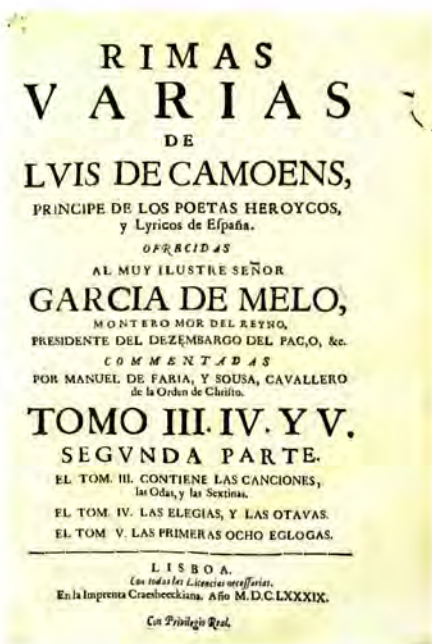 RIMAS
VARIAS
DE
LVIS DE CAMOENS,
PRINCIPE DE LOS POETAS HEROYCOS,
y Lyricos de España.
OFRECIDAS
AL MUY ILUSTRE SEÑOR
GARCIA DE MELO,
MONTERO MOR DEL REYNO,
PRESIDENTE DEL DEZEMBARGO DEL PAC,O, &c.
COMMENTADAS
POR MANUEL DE FARIA, Y SOUSA, CAVALLERO
de la Orden de Christo.
TOMO III. IV. Y V.
SEGVNDA PARTE.
EL TOM. III. CONTIENE LAS CANCIONES,
las Odas, y las Sextinas.
EL TOM. IV. LAS ELEGIAS, Y LAS OTAVAS.
EL TOM V. LAS PRIMERAS OCHO EGLOGAS.
LISBOA.
Con todas las Licencias necessarias.
En la Imprenta Craesbeeckiana. Año M.D.C.LXXXIX.
Con Privilegio Real.